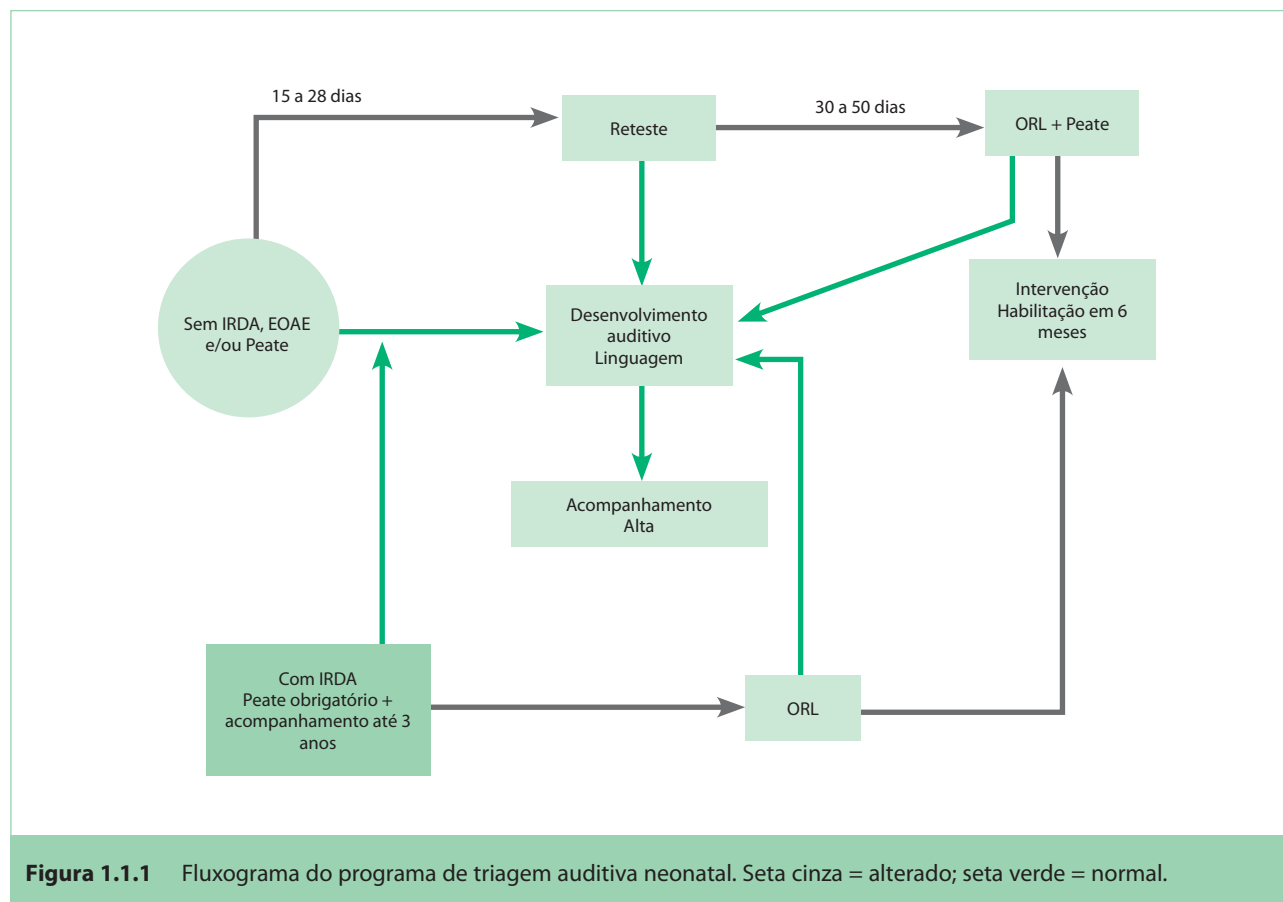 15 a 28 dias
Reteste
30 a 50 dias
ORL + Peate
Sem IRDA, EOAE
e/ou Peate
Desenvolvimento
auditivo
Linguagem
Intervenção
Habilitação em 6
meses
Acompanhamento
Alta
Com IRDA
Peate obrigatório +
acompanhamento até 3
anos
ORL
Figura 1.1.1 Fluxograma do programa de triagem auditiva neonatal. Seta cinza = alterado; seta verde = normal.